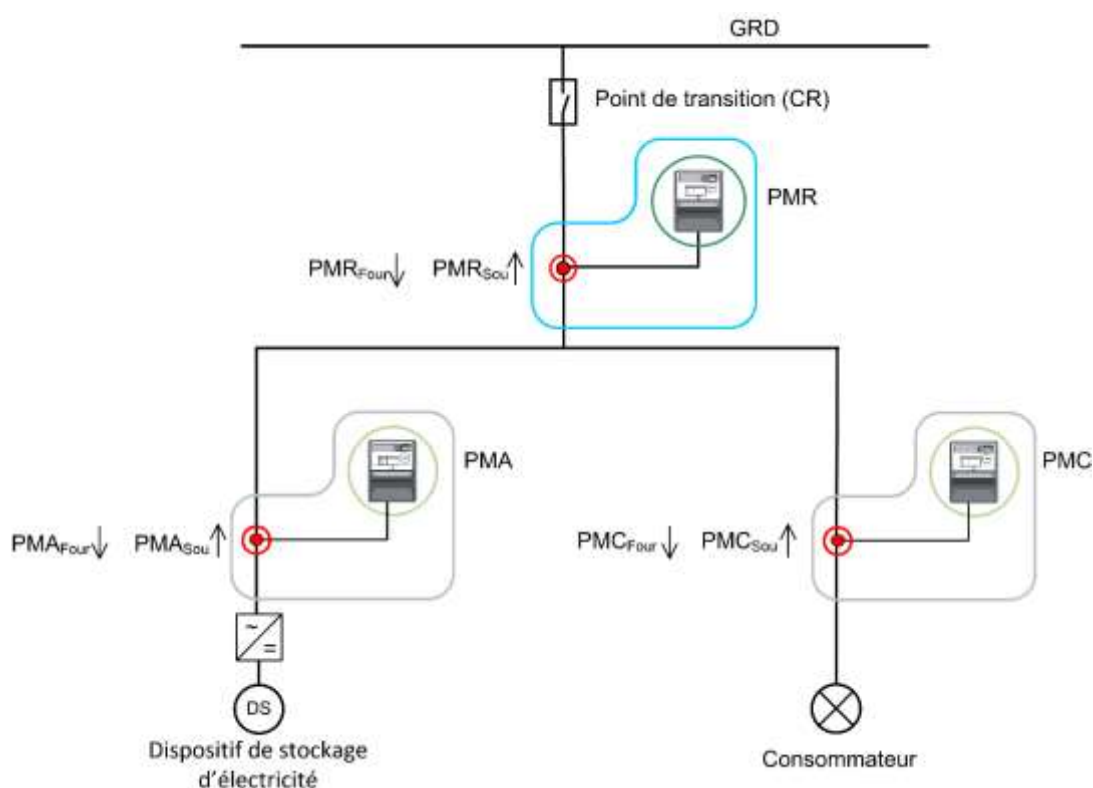 GRD
Point de transition (CR)
PMR
PMRFour PMRSou
PMA
PMC
PMAFour PMASou
PMCFour PMCSou
~
=
DS
Dispositif de stockage
d'électricité
Consommateur